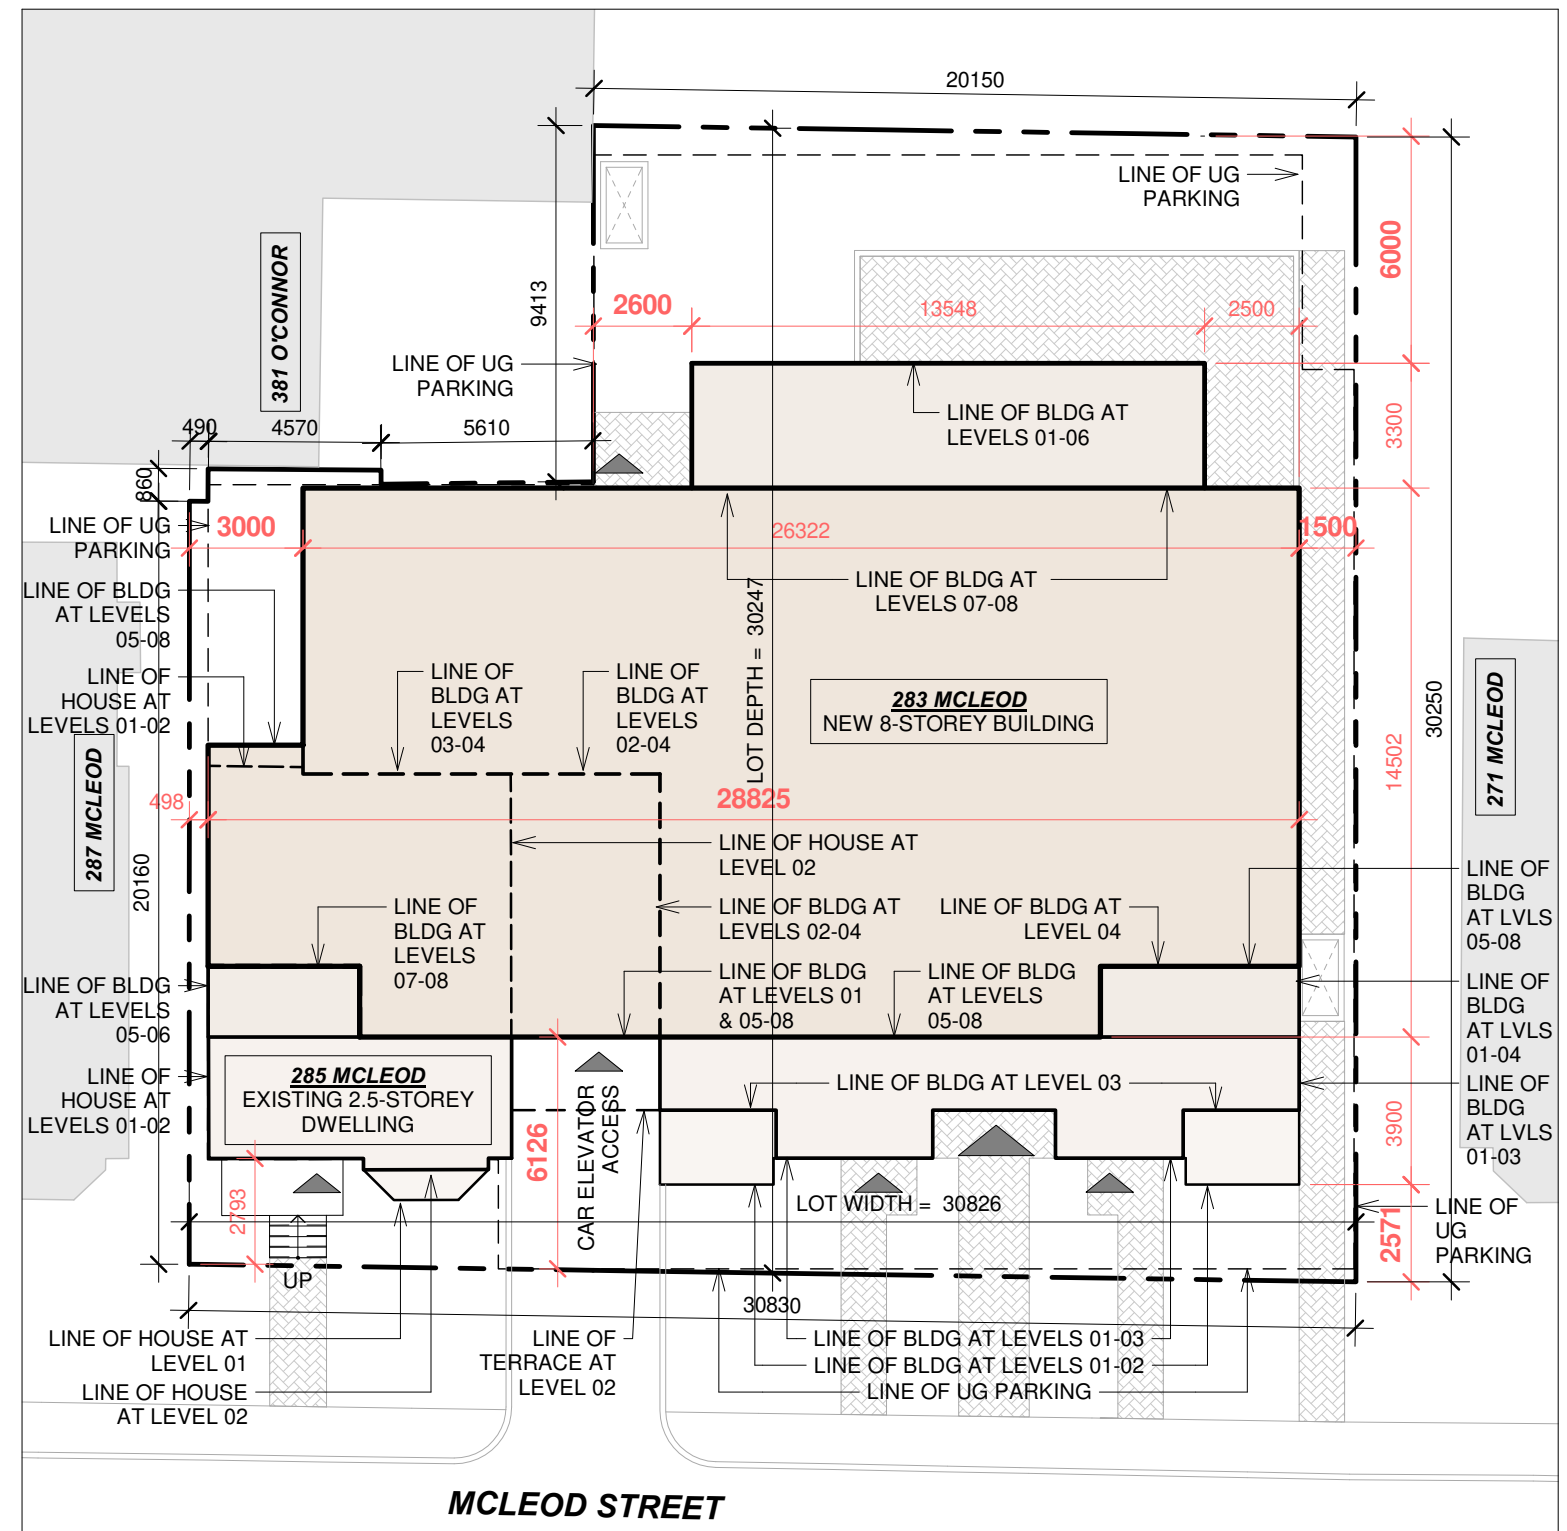 20150
LINE OF UG
PARKING
6000
30250
381 O'CONNOR
9413
2600
13548
2500
LINE OF UG
PARKING
LINE OF BLDG AT
LEVELS 01-06
3300
490
4570
5610
860
LINE OF UG
PARKING
3000
26322
1500
LINE OF BLDG
AT LEVELS
05-08
LINE OF BLDG AT
LEVELS 07-08
LOT DEPTH = 30247
LINE OF
HOUSE AT
LEVELS 01-02
LINE OF
BLDG AT
LEVELS
03-04
LINE OF
BLDG AT
LEVELS
02-04
283 MCLEOD
NEW 8-STOREY BUILDING
14502
271 MCLEOD
287 MCLEOD
498
28825
20160
LINE OF HOUSE AT
LEVEL 02
LINE OF
BLDG AT
LEVELS
07-08
LINE OF BLDG AT
LEVELS 02-04
LINE OF BLDG AT
LEVEL 04
LINE OF
BLDG
AT LVLS
05-08
LINE OF BLDG
AT LEVELS
05-06
LINE OF BLDG
AT LEVELS 01
& 05-08
LINE OF BLDG
AT LEVELS
05-08
LINE OF
BLDG
AT LVLS
01-04
LINE OF
HOUSE AT
LEVELS 01-02
285 MCLEOD
EXISTING 2.5-STOREY
DWELLING
6126
CAR ELEVATOR
ACCESS
LINE OF BLDG AT LEVEL 03
3900
LINE OF
BLDG
AT LVLS
01-03
2793
LOT WIDTH = 30826
2571
LINE OF
UG
PARKING
UP
30830
LINE OF HOUSE AT
LEVEL 01
LINE OF
TERRACE AT
LEVEL 02
LINE OF BLDG AT LEVELS 01-03
LINE OF BLDG AT LEVELS 01-02
LINE OF UG PARKING
LINE OF HOUSE
AT LEVEL 02
MCLEOD STREET